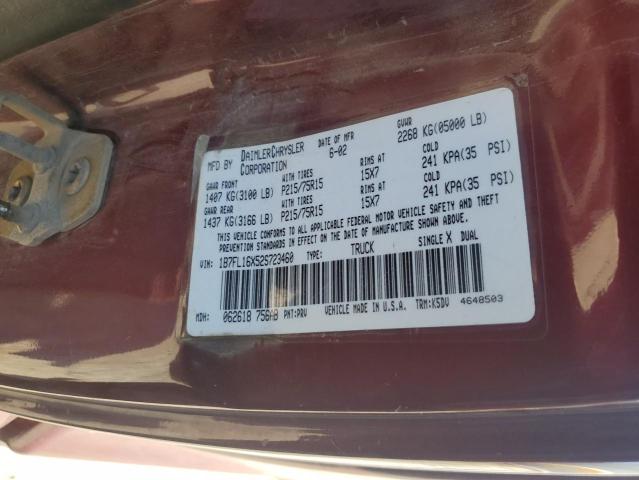 MFD BY DAIMLERCHRYSLER CORPORATION DATE OF MFR 6-02 GVWR 2268 KG(05000 LB)
GAWR FRONT WITH TIRES RIMS AT COLD
1407 KG(3100 LB) P215/75R15 15X7 241 KPA(35 PSI)
GAWR REAR WITH TIRES RIMS AT COLD
1437 KG(3166 LB) P215/75R15 15X7 241 KPA(35 PSI)
THIS VEHICLE CONFORMS TO ALL APPLICABLE FEDERAL MOTOR VEHICLE SAFETY AND THEFT
PREVENTION STANDARDS IN EFFECT ON THE DATE OF MANUFACTURE SHOWN ABOVE.
VIN: 1B7FL16X52S723460 TYPE: TRUCK SINGLE X DUAL
MDH: 062618 756AB PNT:PRV VEHICLE MADE IN U.S.A. TRM:K5DV 4648503